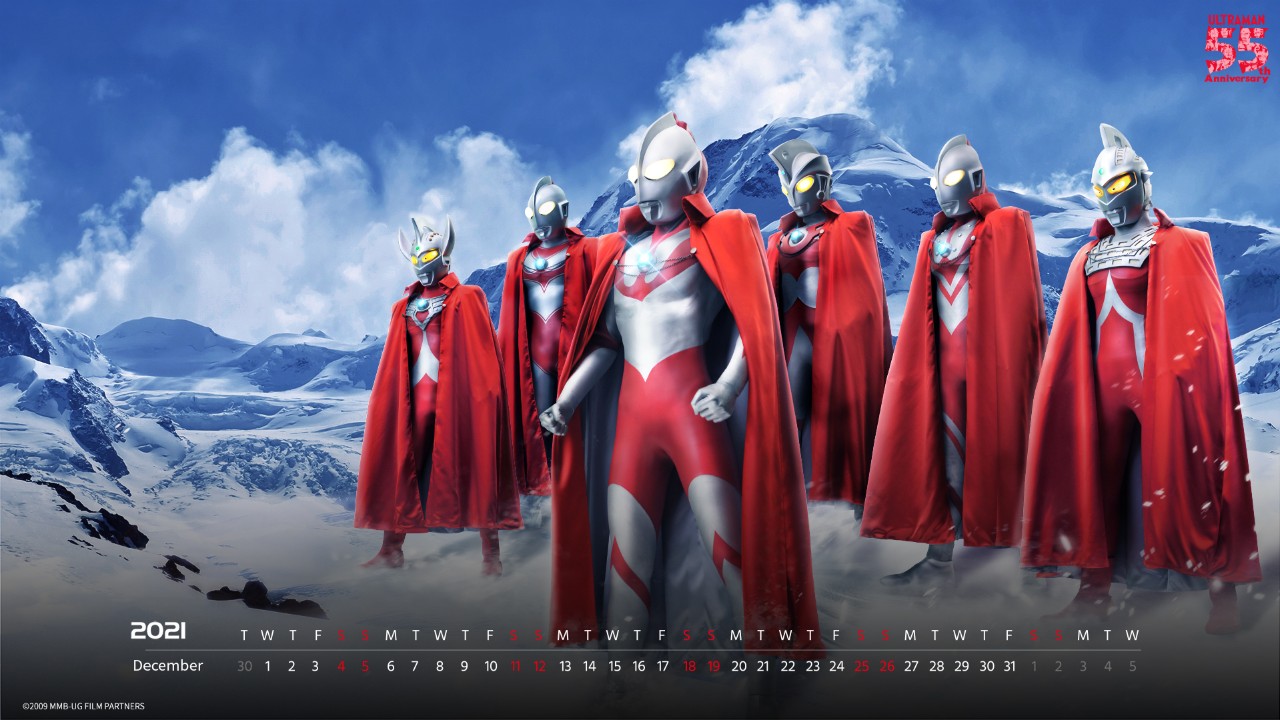 ULTRAMAN
55th
Anniversary
2021 T W T F S S M T W T F S S M T W T F S S M T W T F S S M T W T F S S M T W
December 30 1 2 3 4 5 6 7 8 9 10 11 12 13 14 15 16 17 18 19 20 21 22 23 24 25 26 27 28 29 30 31 1 2 3 4 5
©2009 MMB-UG FILM PARTNERS